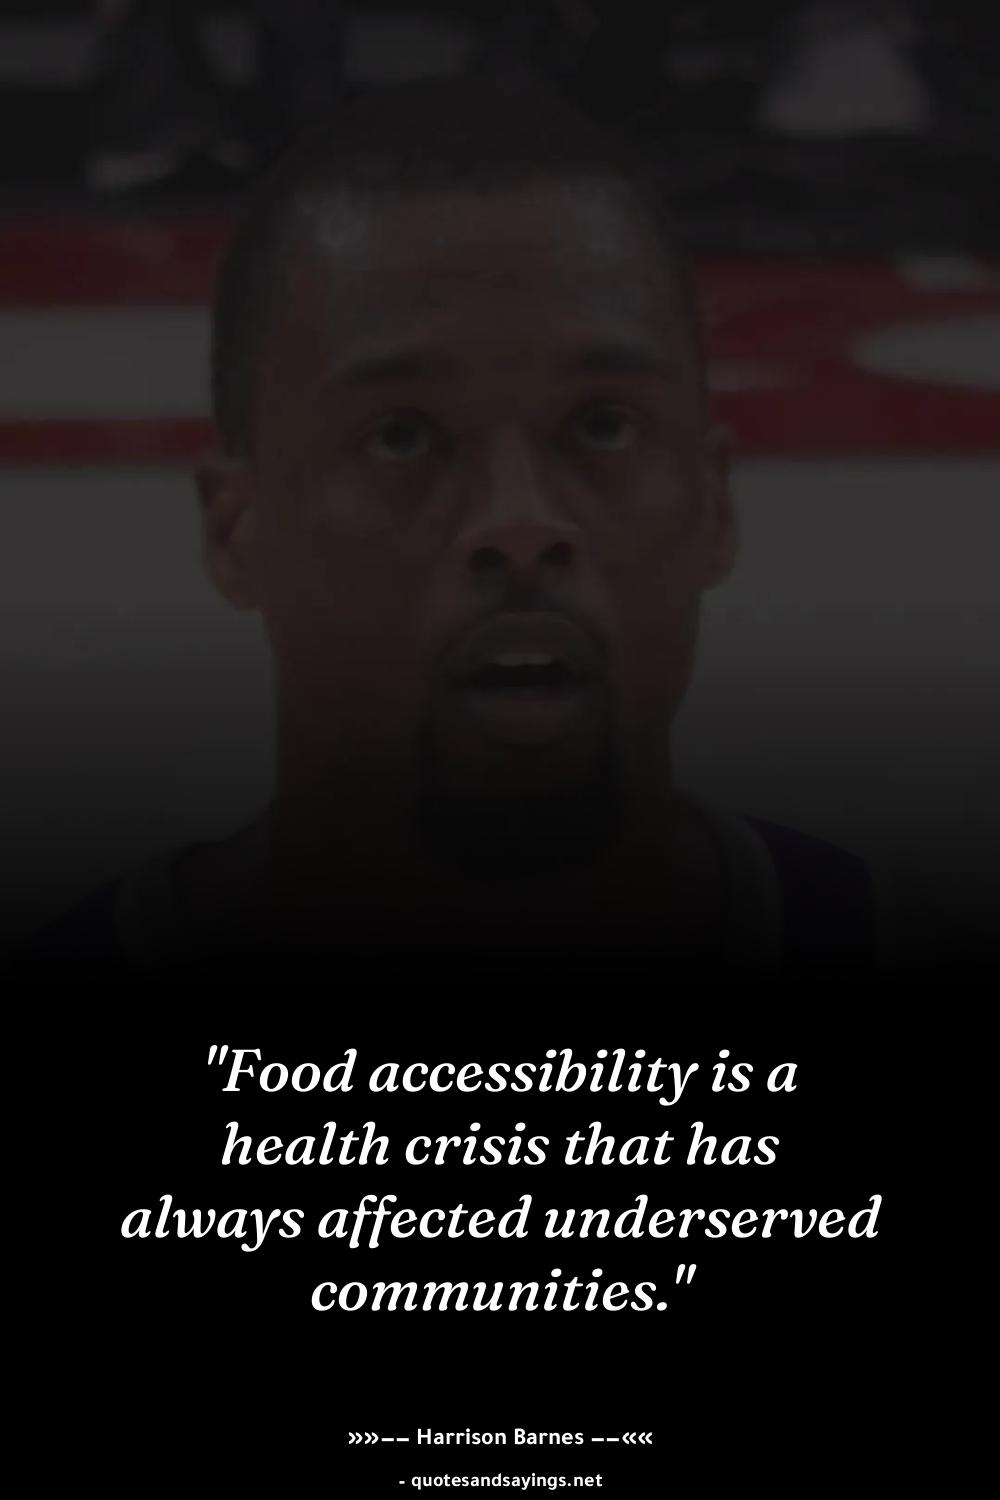 "Food accessibility is a
health crisis that has
always affected underserved
communities."
»»−− Harrison Barnes −−««
- quotesandsayings.net